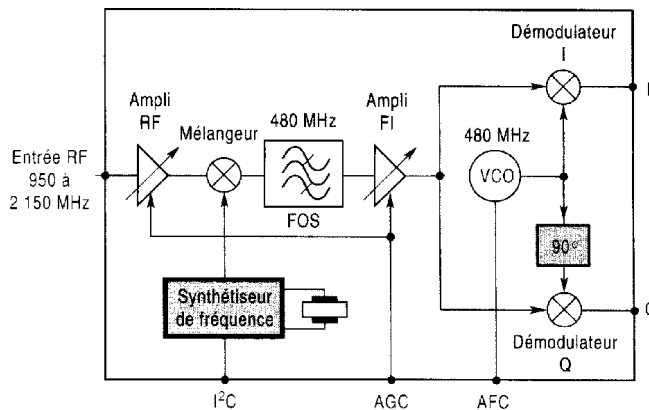 Démodulateur
I
Ampli
RF
Mélangeur
480 MHz
Ampli
FI
480 MHz
Entrée RF
950 à
2 150 MHz
VCO
FOS
90°
Synthétiseur
de fréquence
Démodulateur
Q
I²C
AGC
AFC